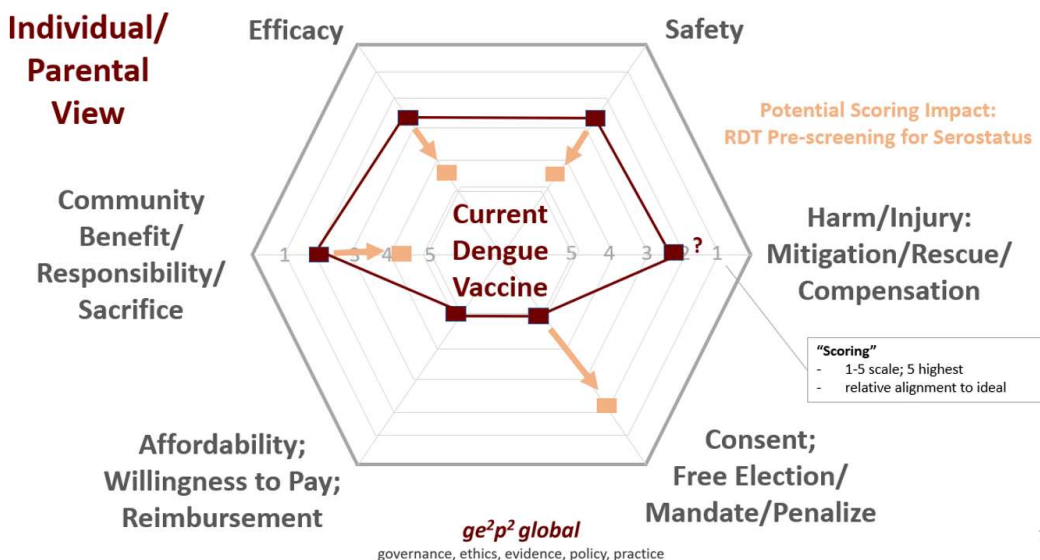 Individual/
Parental
View
Efficacy
Safety
Potential Scoring Impact:
RDT Pre-screening for Serostatus
Community
Benefit/
Responsibility/
Sacrifice
Current
Dengue
Vaccine
1 3 4 5
5 4 3 2 1
?
Harm/Injury:
Mitigation/Rescue/
Compensation
“Scoring”
- 1-5 scale; 5 highest
- relative alignment to ideal
Affordability;
Willingness to Pay;
Reimbursement
Consent;
Free Election/
Mandate/Penalize
ge²p² global
governance, ethics, evidence, policy, practice